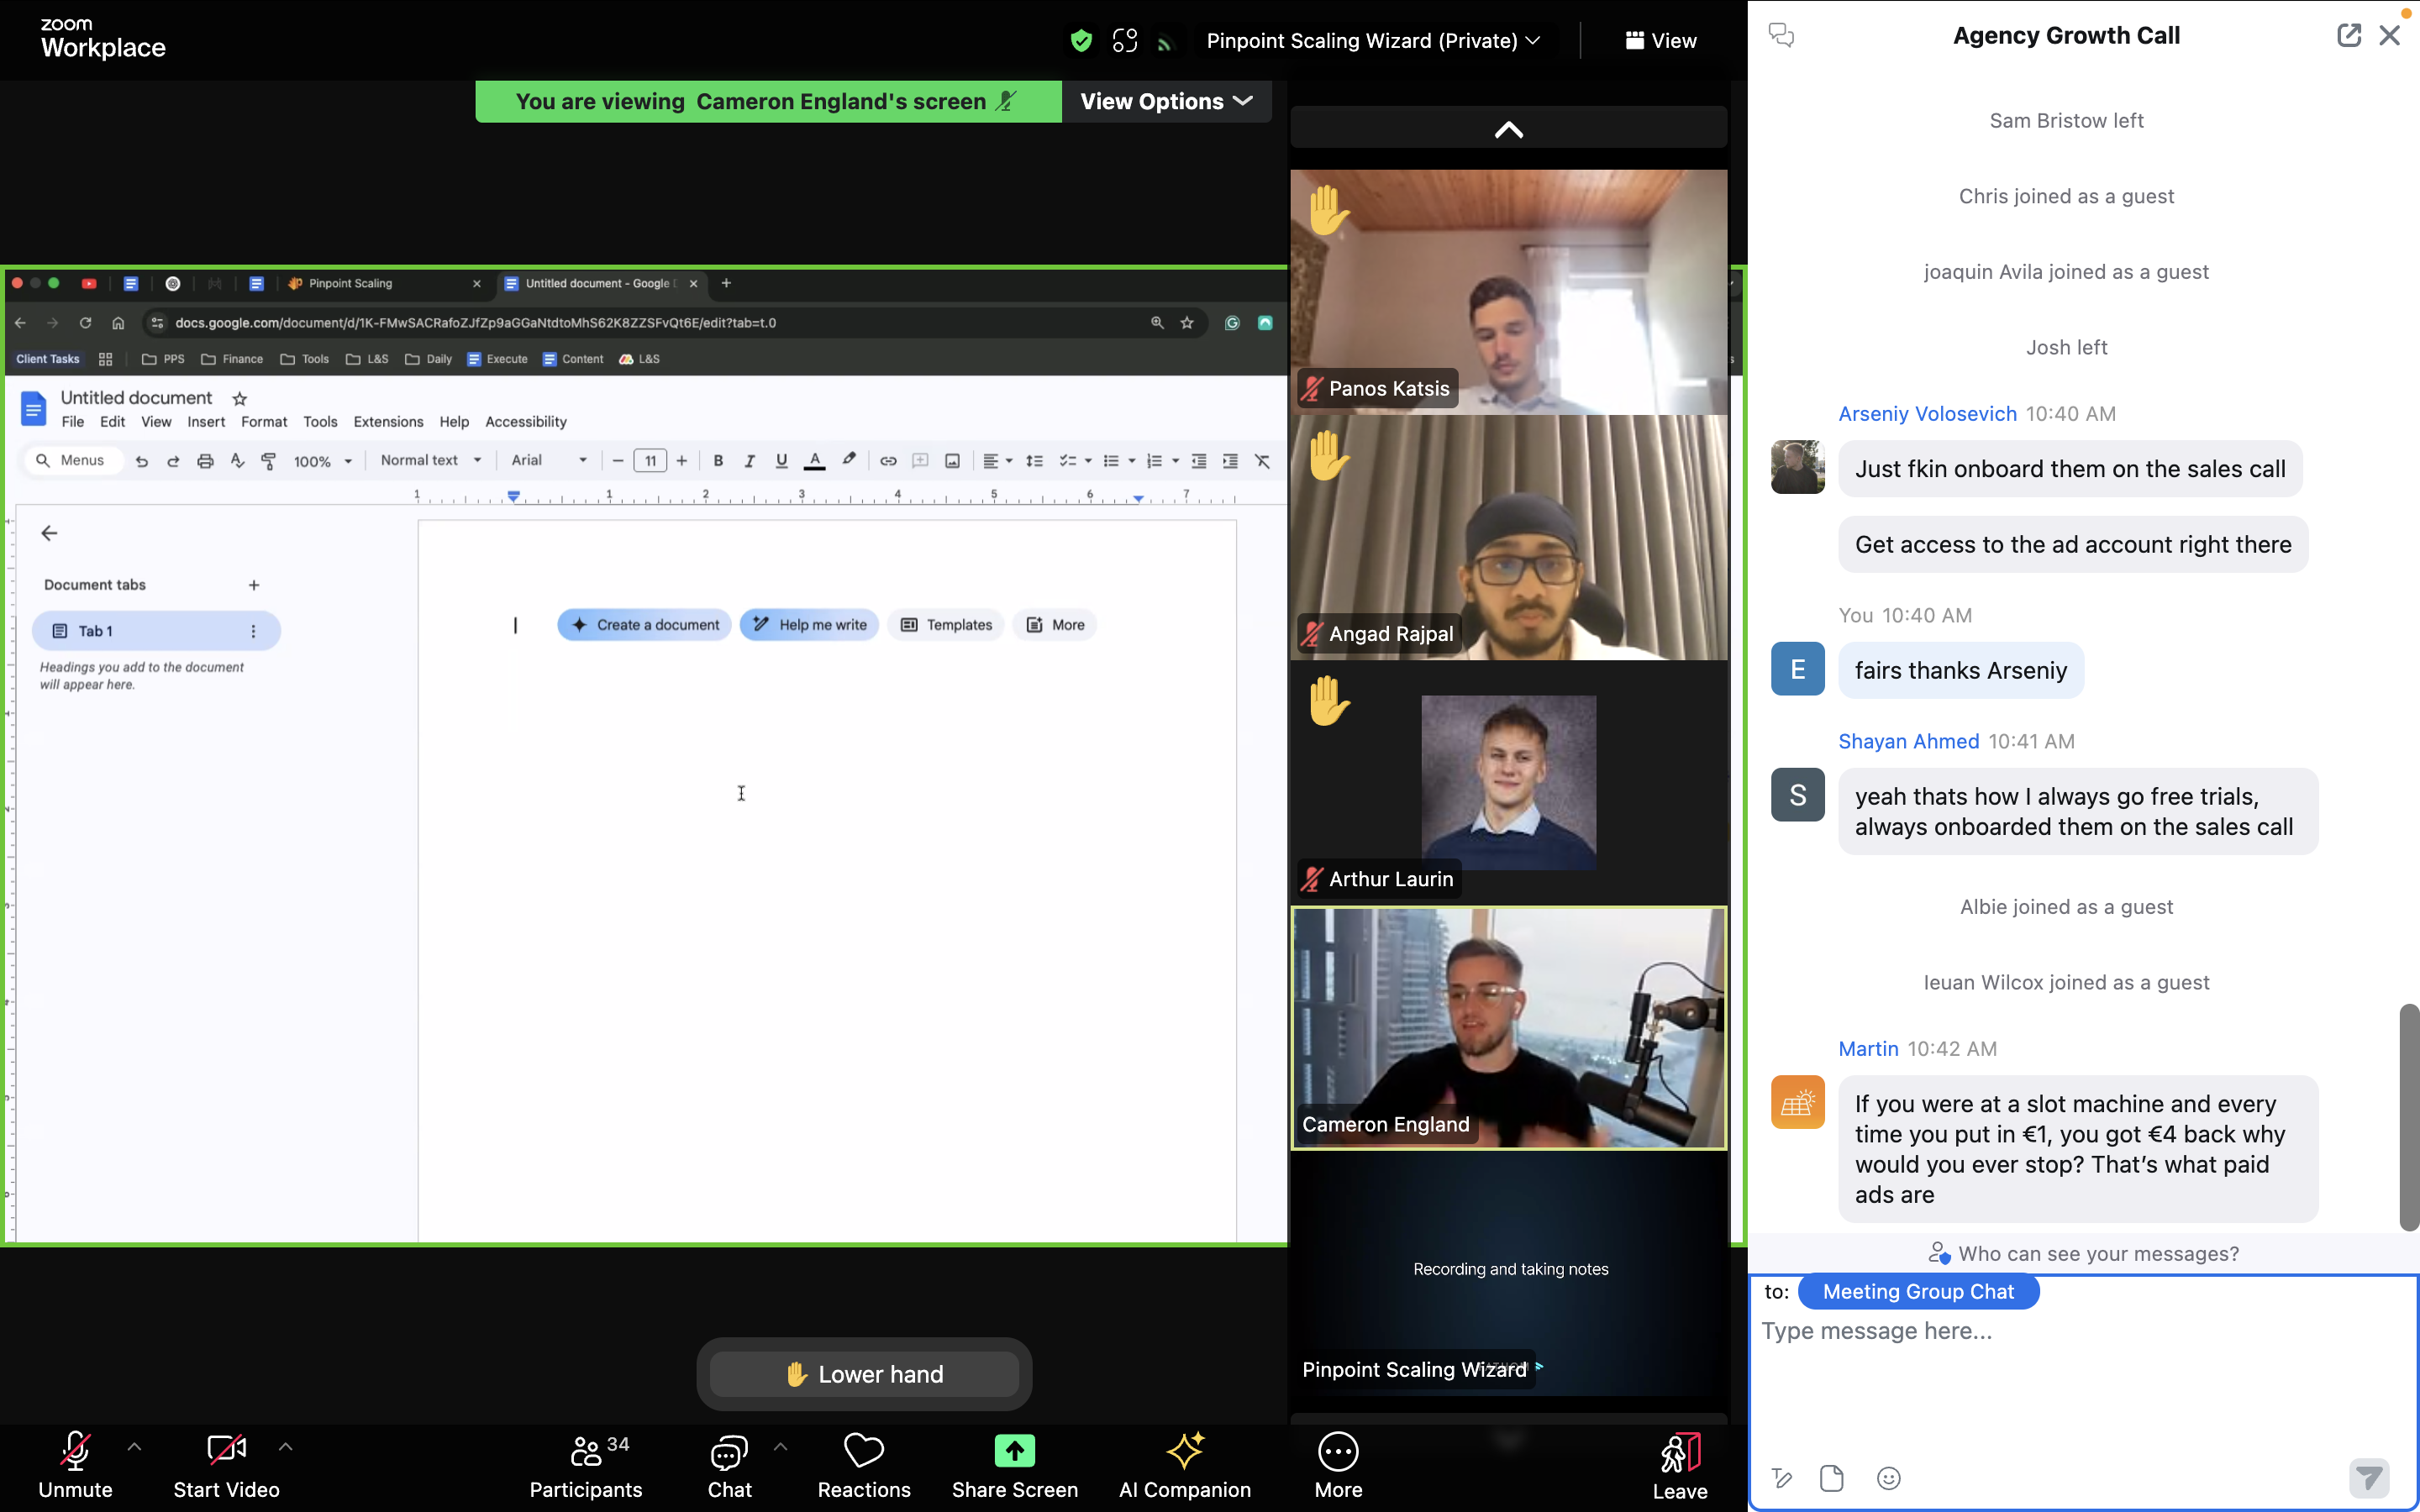 zoom
Workplace
Pinpoint Scaling Wizard (Private)
View
You are viewing Cameron England's screen
View Options
Pinpoint Scaling
Untitled document - Google D
docs.google.com/document/d/1K-FMwSACRafoZJfZp9aGGaNtdtoMhS62K8ZZSFvQt6E/edit?tab=t.0
Client Tasks
PPS
Finance
Tools
L&S
Daily
Execute
Content
L&S
Untitled document
File Edit View Insert Format Tools Extensions Help Accessibility
Menus
100%
Normal text
Arial
11
1 1 2 3 4 5 6 7
Document tabs
Tab 1
Headings you add to the document
will appear here.
Create a document
Help me write
Templates
More
Panos Katsis
Angad Rajpal
Arthur Laurin
Cameron England
Recording and taking notes
Pinpoint Scaling Wizard
Lower hand
Unmute
Start Video
34
Participants
Chat
Reactions
Share Screen
AI Companion
More
Leave
Agency Growth Call
Sam Bristow left
Chris joined as a guest
joaquin Avila joined as a guest
Josh left
Arseniy Volosevich 10:40 AM
Just fkin onboard them on the sales call
Get access to the ad account right there
You 10:40 AM
E
fairs thanks Arseniy
Shayan Ahmed 10:41 AM
S
yeah thats how I always go free trials,
always onboarded them on the sales call
Albie joined as a guest
Ieuan Wilcox joined as a guest
Martin 10:42 AM
If you were at a slot machine and every
time you put in €1, you got €4 back why
would you ever stop? That's what paid
ads are
Who can see your messages?
to: Meeting Group Chat
Type message here...